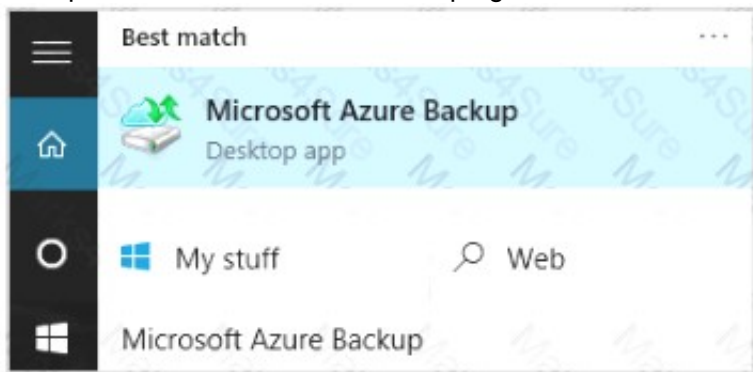 Best match
...
Microsoft Azure Backup
Desktop app
My stuff Web
Microsoft Azure Backup